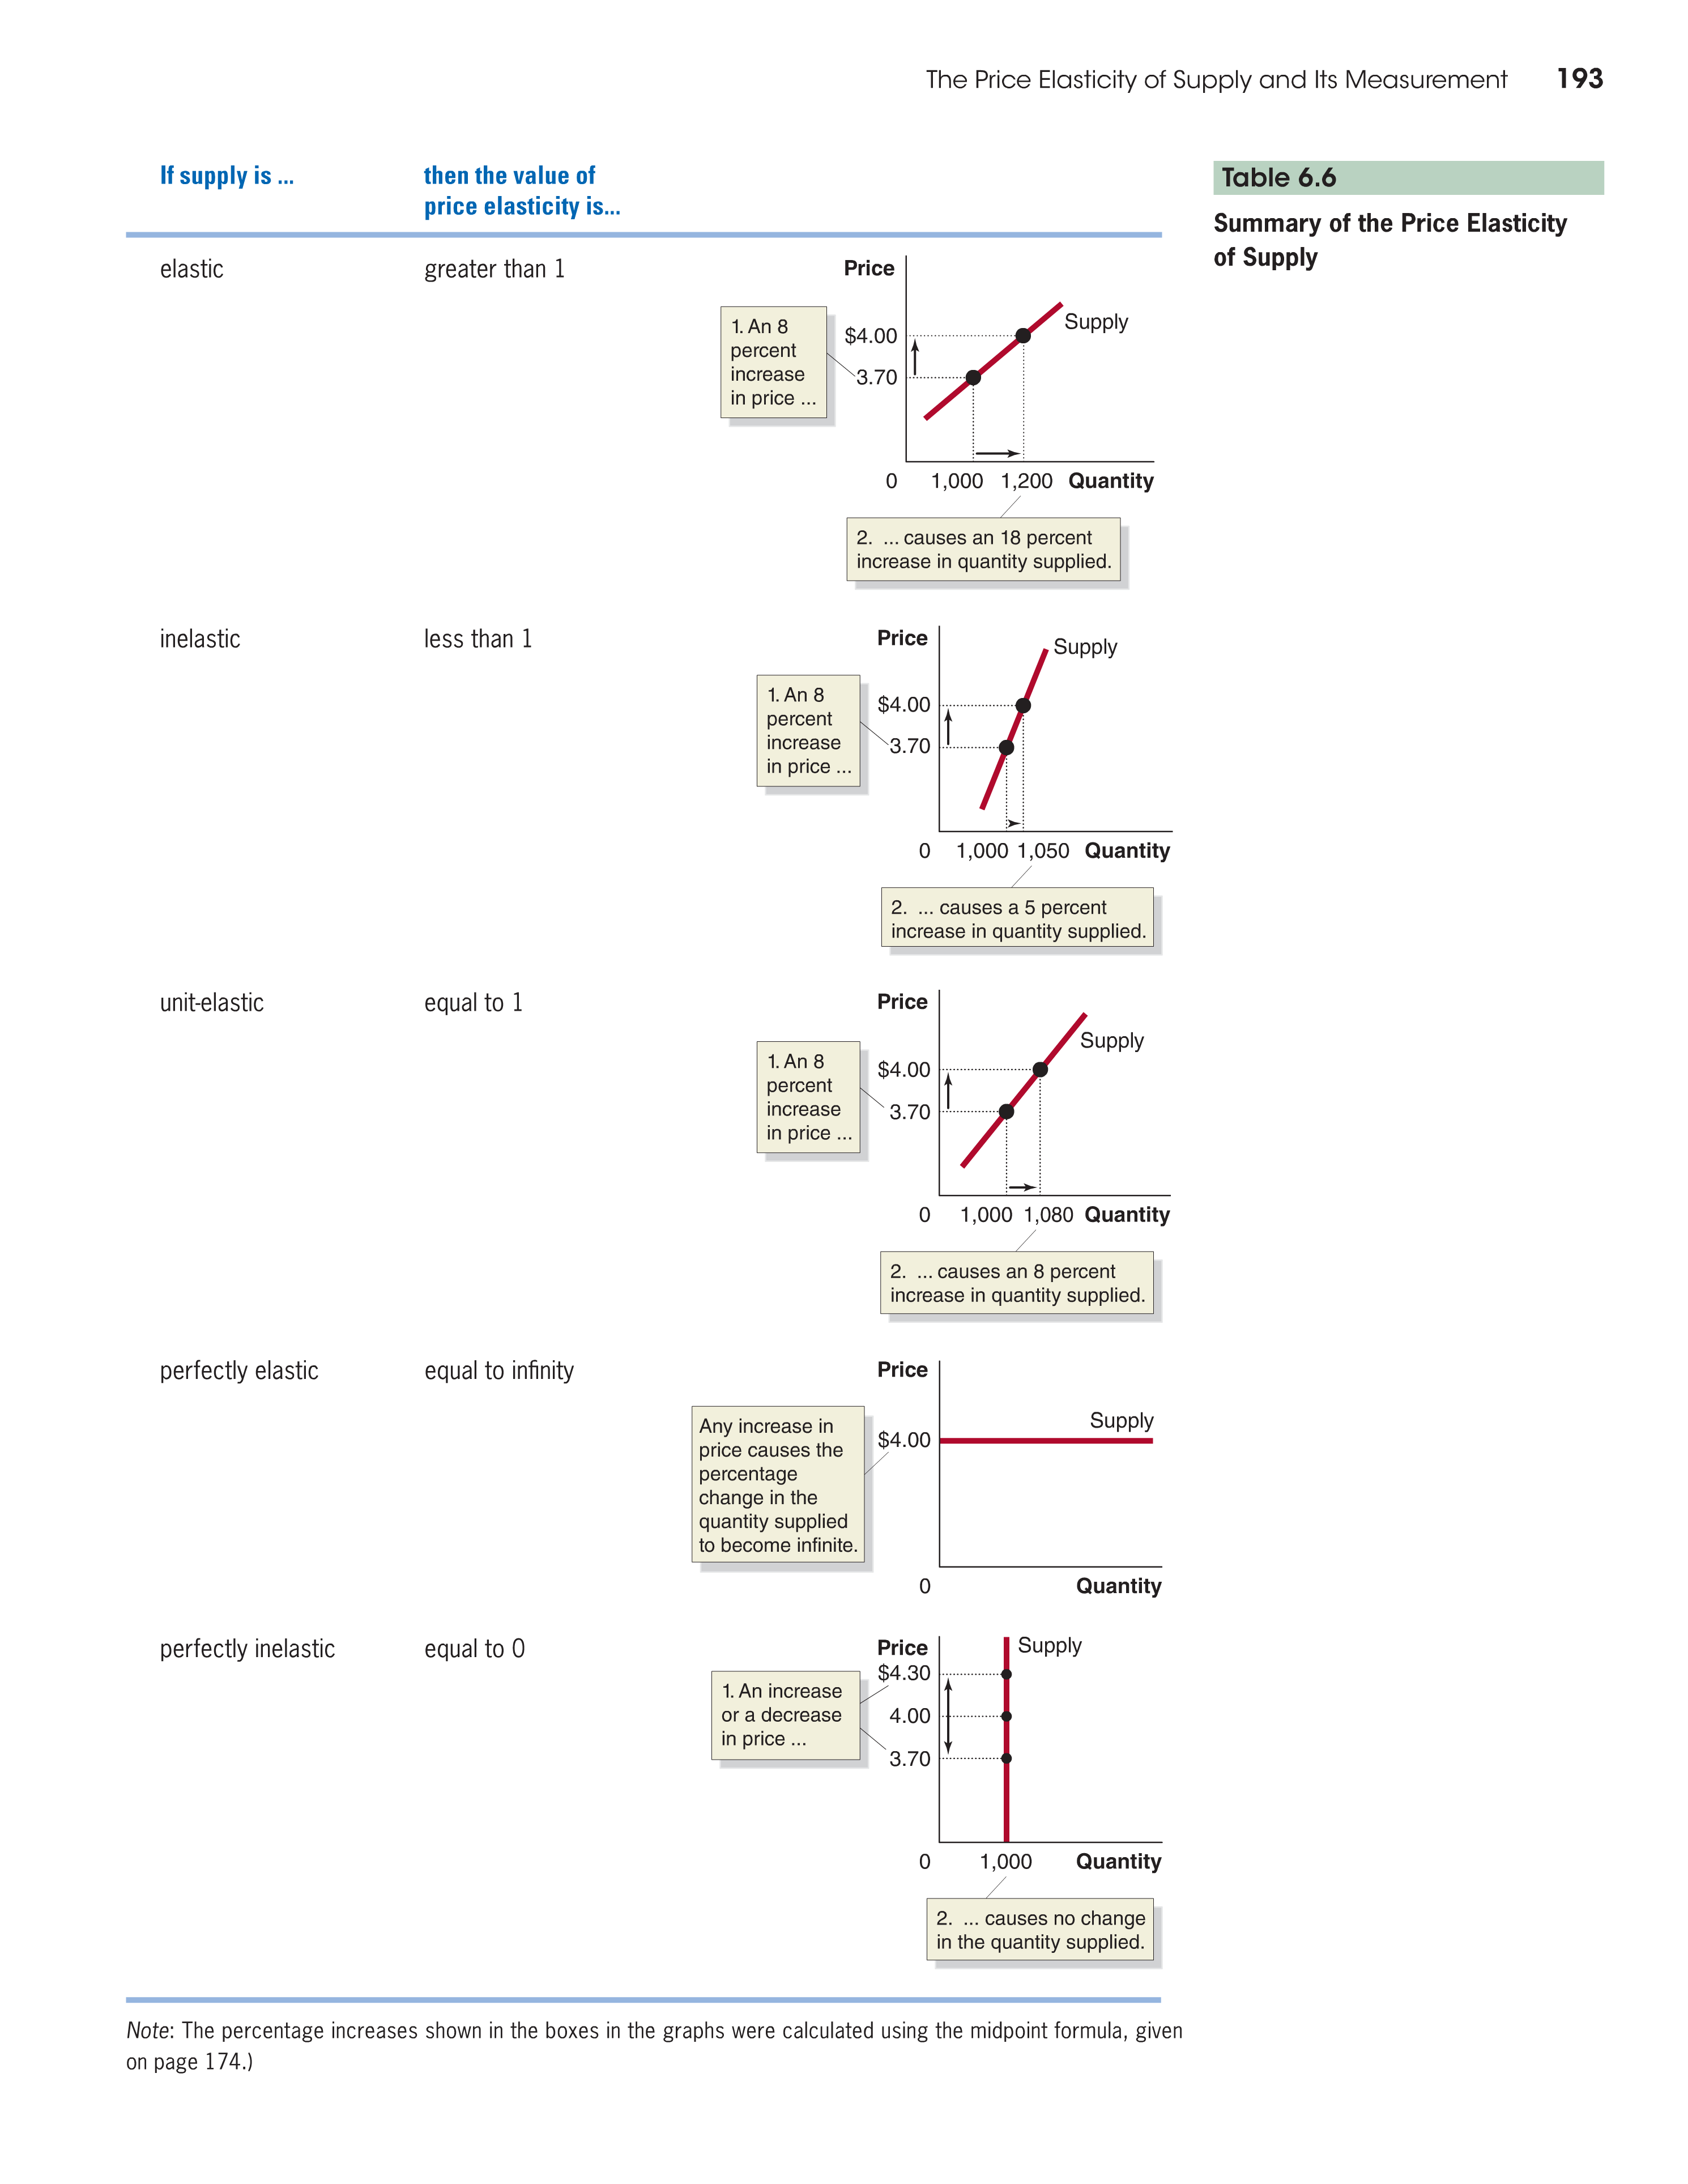 The Price Elasticity of Supply and Its Measurement 193
If supply is ...
then the value of
price elasticity is...
Table 6.6
Summary of the Price Elasticity
of Supply
elastic
greater than 1
Price
1. An 8
percent
increase
in price ...
$4.00
3.70
Supply
0 1,000 1,200 Quantity
2. ... causes an 18 percent
increase in quantity supplied.
inelastic
less than 1
Price
1. An 8
percent
increase
in price ...
$4.00
3.70
Supply
0 1,000 1,050 Quantity
2. ... causes a 5 percent
increase in quantity supplied.
unit-elastic
equal to 1
Price
1. An 8
percent
increase
in price ...
$4.00
3.70
Supply
0 1,000 1,080 Quantity
2. ... causes an 8 percent
increase in quantity supplied.
perfectly elastic
equal to infinity
Price
Any increase in
price causes the
percentage
change in the
quantity supplied
to become infinite.
$4.00
Supply
0 Quantity
perfectly inelastic
equal to 0
Price
1. An increase
or a decrease
in price ...
$4.30
4.00
3.70
Supply
0 1,000 Quantity
2. ... causes no change
in the quantity supplied.
Note: The percentage increases shown in the boxes in the graphs were calculated using the midpoint formula, given
on page 174.)